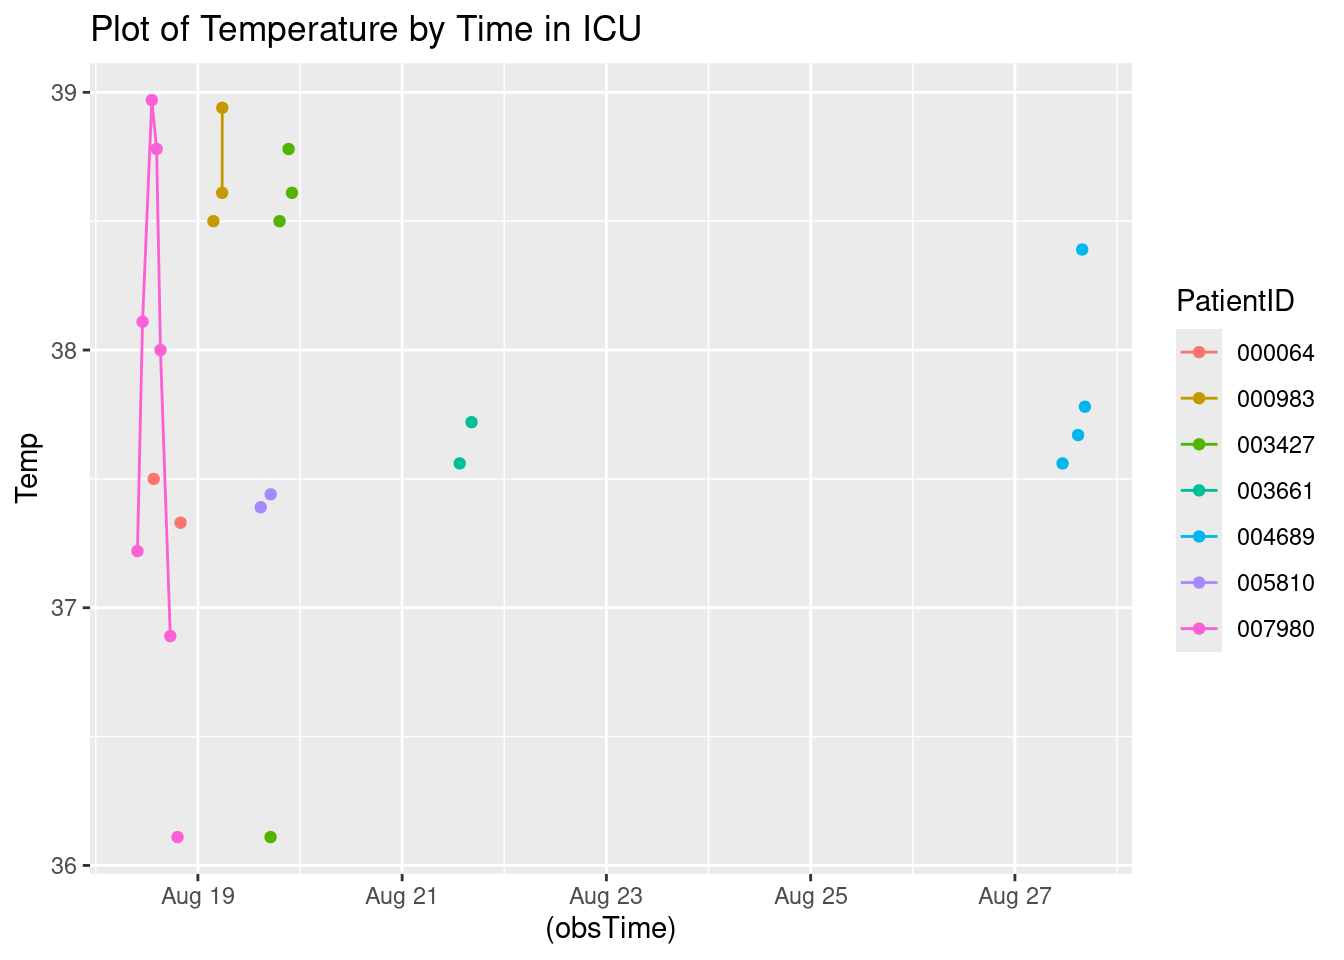 Plot of Temperature by Time in ICU
39
38
37
36
Temp
Aug 19
Aug 21
Aug 23
Aug 25
Aug 27
(obsTime)
PatientID
000064
000983
003427
003661
004689
005810
007980